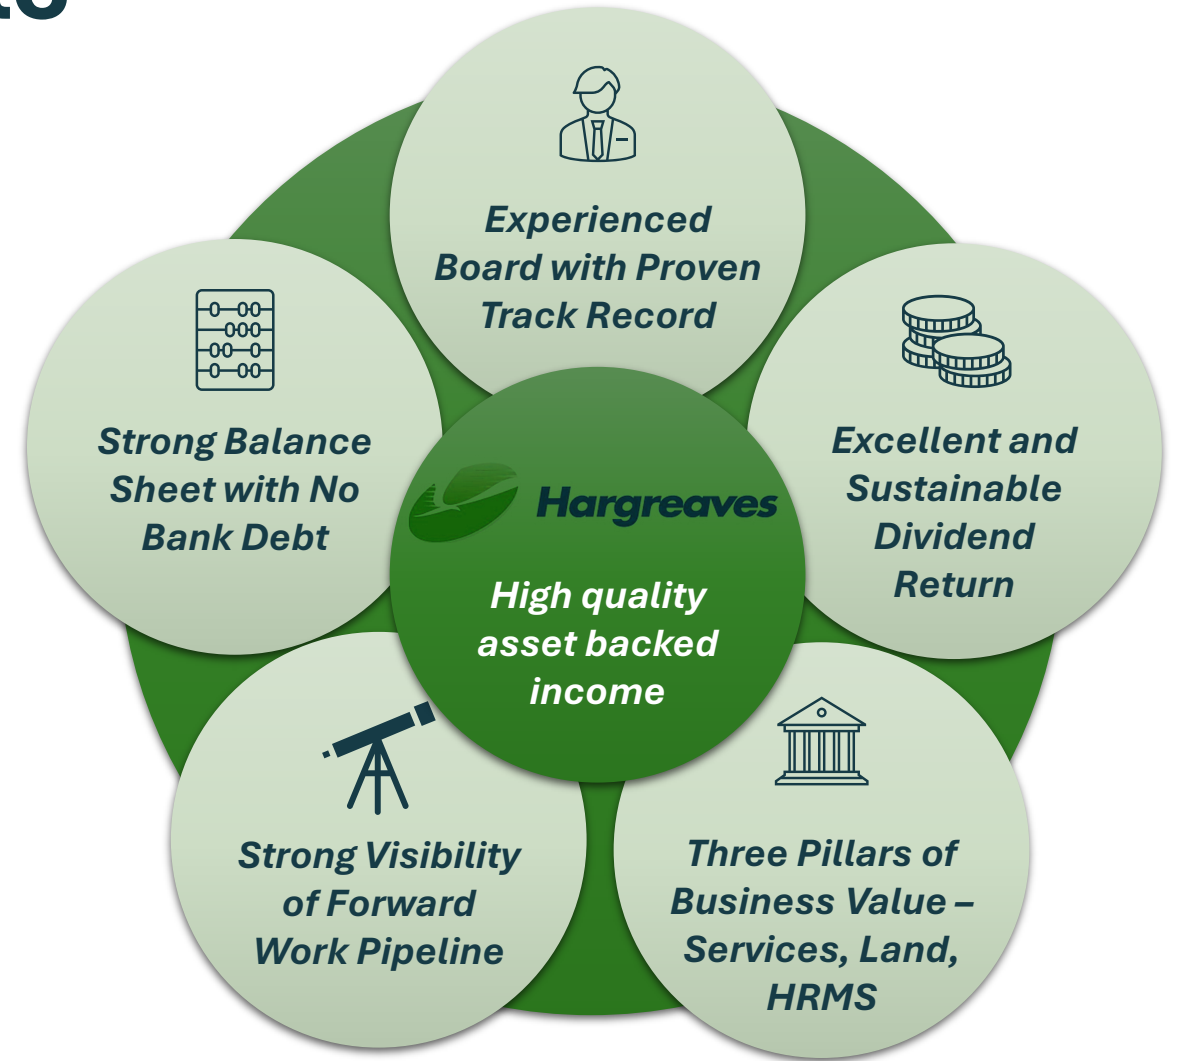 Experienced
Board with Proven
Track Record
Strong Balance
Sheet with No
Bank Debt
Excellent and
Sustainable
Dividend
Return
Hargreaves
High quality
asset backed
income
Strong Visibility
of Forward
Work Pipeline
Three Pillars of
Business Value –
Services, Land,
HRMS